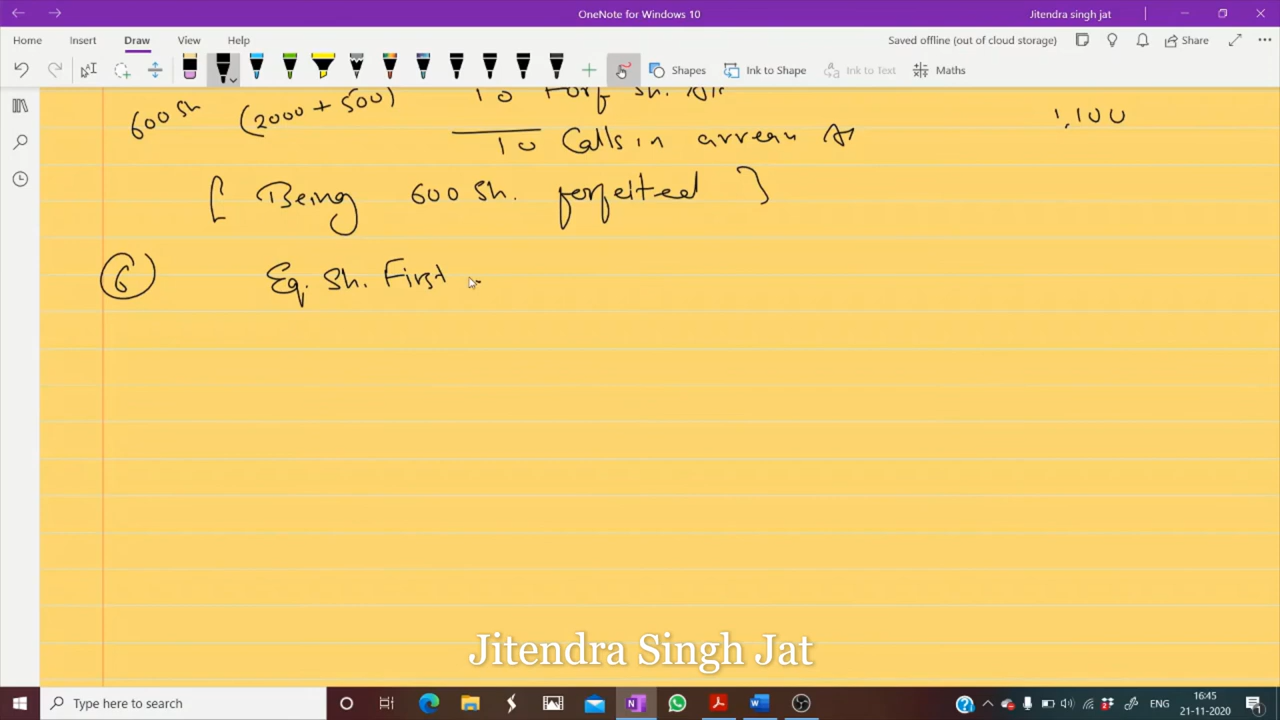 OneNote for Windows 10
Jitendra singh jat
Home Insert Draw View Help
Saved offline (out of cloud storage)
Share
Shapes
Ink to Shape
Ink to Text
Maths
600 Sh (2000 + 500) To Forf Sh. A/c
1,100
To Calls in arrear A/c
[ Being 600 Sh. forfeited ]
6 Eq. Sh. First
Jitendra Singh Jat
Type here to search
ENG
16:45
21-11-2020